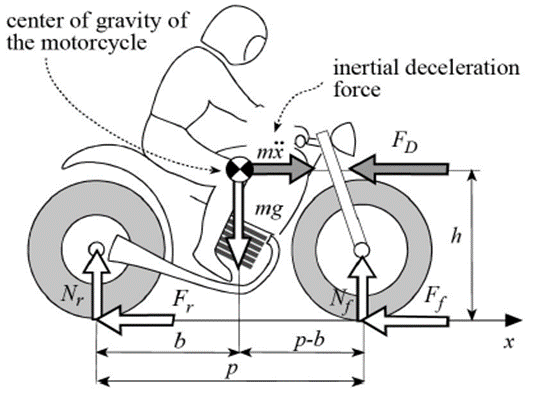 center of gravity of
the motorcycle
inertial deceleration
force
mẍ
F_D
mg
h
N_r
F_r
N_f
F_f
b
p-b
x
p